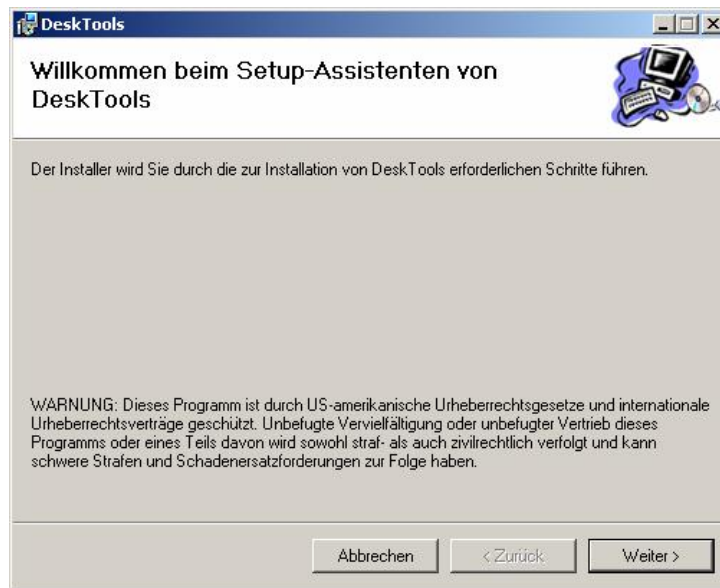 DeskTools
Willkommen beim Setup-Assistenten von
DeskTools
Der Installer wird Sie durch die zur Installation von DeskTools erforderlichen Schritte führen.
WARNUNG: Dieses Programm ist durch US-amerikanische Urheberrechtsgesetze und internationale
Urheberrechtsverträge geschützt. Unbefugte Vervielfältigung oder unbefugter Vertrieb dieses
Programms oder eines Teils davon wird sowohl straf- als auch zivilrechtlich verfolgt und kann
schwere Strafen und Schadenersatzforderungen zur Folge haben.
Abbrechen < Zurück Weiter >